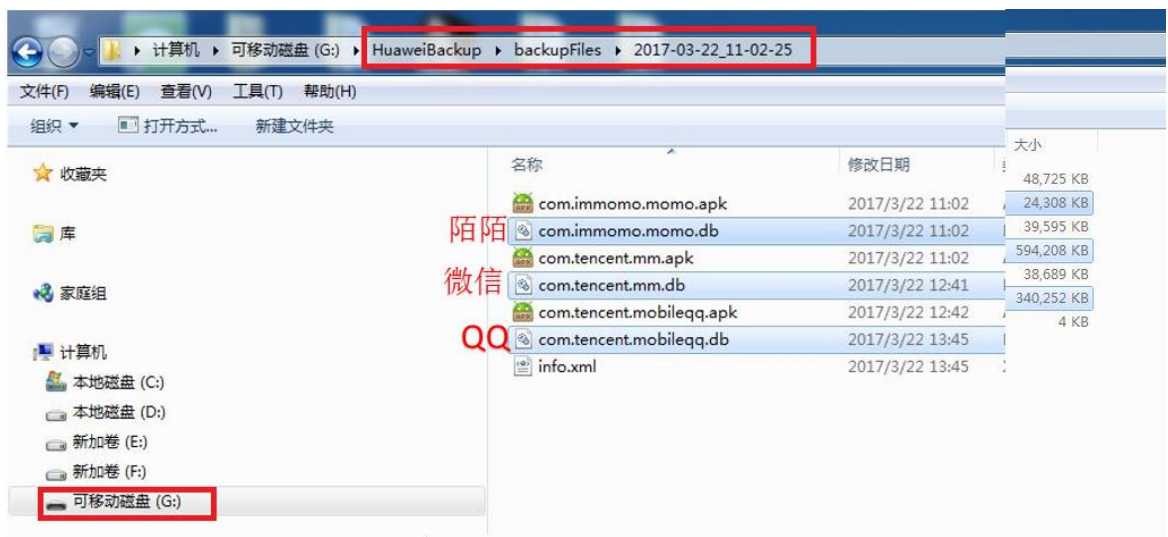 计算机 可移动磁盘 (G:) HuaweiBackup backupFiles 2017-03-22_11-02-25
文件(F) 编辑(E) 查看(V) 工具(T) 帮助(H)
组织 打开方式... 新建文件夹
收藏夹
库
家庭组
计算机
本地磁盘 (C:)
本地磁盘 (D:)
新加卷 (E:)
新加卷 (F:)
可移动磁盘 (G:)
名称 修改日期 大小
com.immomo.momo.apk 2017/3/22 11:02 48,725 KB
陌陌 com.immomo.momo.db 2017/3/22 11:02 24,308 KB
com.tencent.mm.apk 2017/3/22 11:02 39,595 KB
微信 com.tencent.mm.db 2017/3/22 12:41 594,208 KB
com.tencent.mobileqq.apk 2017/3/22 12:42 38,689 KB
QQ com.tencent.mobileqq.db 2017/3/22 13:45 340,252 KB
info.xml 2017/3/22 13:45 4 KB